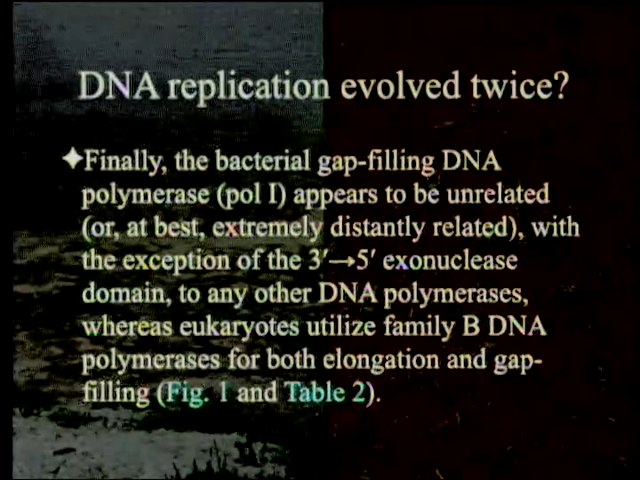 DNA replication evolved twice?
✦Finally, the bacterial gap-filling DNA
polymerase (pol I) appears to be unrelated
(or, at best, extremely distantly related), with
the exception of the 3′→5′ exonuclease
domain, to any other DNA polymerases,
whereas eukaryotes utilize family B DNA
polymerases for both elongation and gap-
filling (Fig. 1 and Table 2).